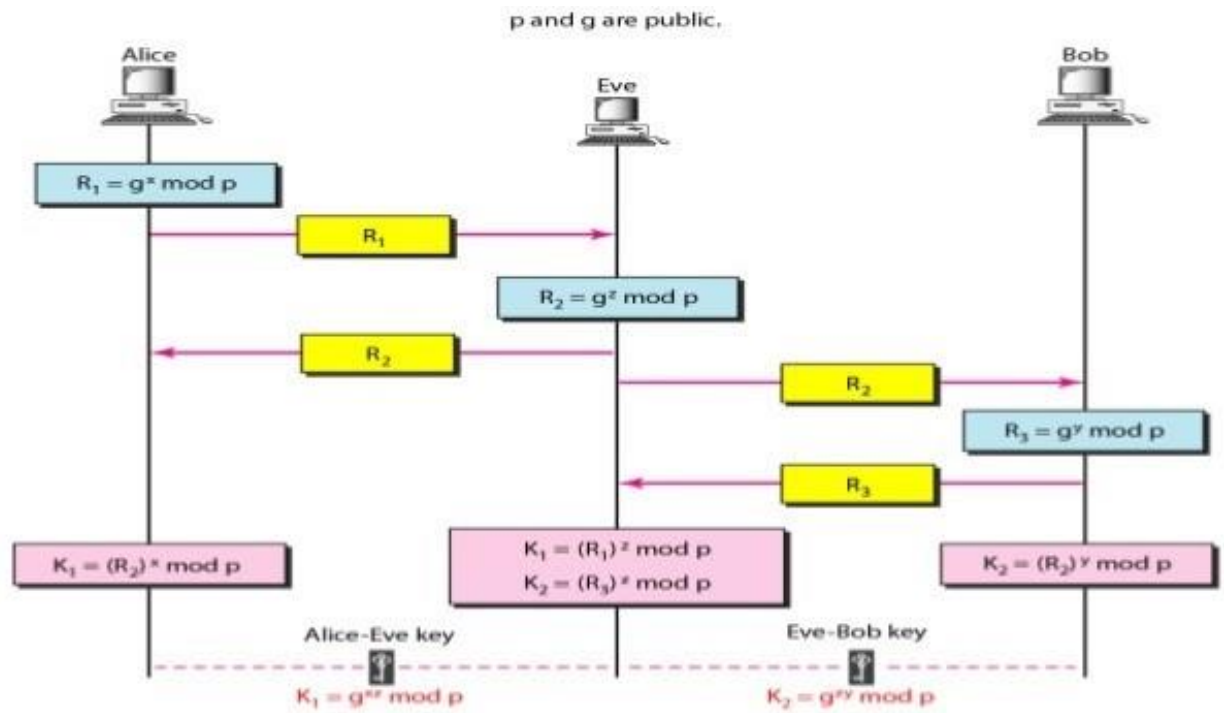 p and g are public.
Alice
Eve
Bob
R₁ = gˣ mod p
R₁
R₂ = gᶻ mod p
R₂
R₂
R₃ = gʸ mod p
R₃
K₁ = (R₂)ˣ mod p
K₁ = (R₁)ᶻ mod p
K₂ = (R₃)ᶻ mod p
K₂ = (R₂)ʸ mod p
Alice-Eve key
Eve-Bob key
K₁ = gˣᶻ mod p
K₂ = gᶻʸ mod p